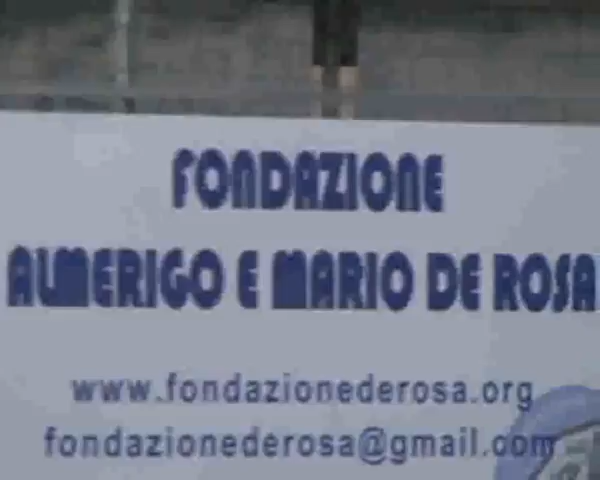 FONDAZIONE
ALMERIGO E MARIO DE ROSA
www.fondazionederosa.org
fondazionederosa@gmail.com